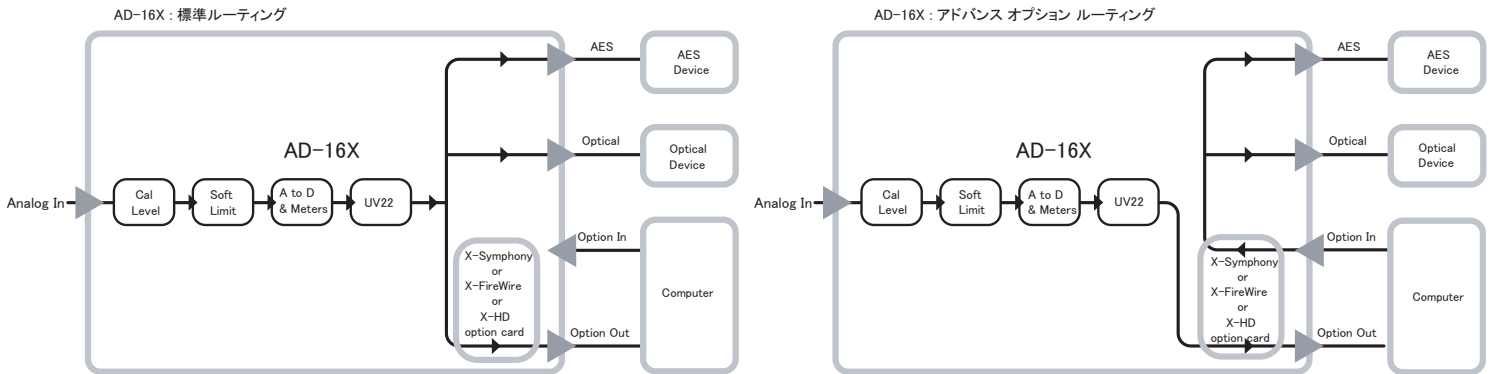 AD-16X : 標準ルーティング
AES
AES
Device
Optical
Optical
Device
AD-16X
Analog In
Cal
Level
Soft
Limit
A to D
& Meters
UV22
Option In
X-Symphony
or
X-FireWire
or
X-HD
option card
Computer
Option Out
AD-16X : アドバンス オプション ルーティング
AES
AES
Device
Optical
Optical
Device
AD-16X
Analog In
Cal
Level
Soft
Limit
A to D
& Meters
UV22
Option In
X-Symphony
or
X-FireWire
or
X-HD
option card
Computer
Option Out